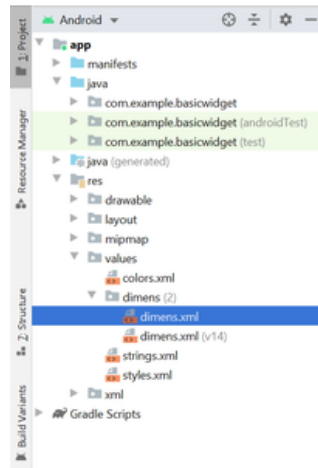 1: Project
Resource Manager
7: Structure
Build Variants
Android
app
manifests
java
com.example.basicwidget
com.example.basicwidget (androidTest)
com.example.basicwidget (test)
java (generated)
res
drawable
layout
mipmap
values
colors.xml
dimens (2)
dimens.xml
dimens.xml (v14)
strings.xml
styles.xml
xml
Gradle Scripts